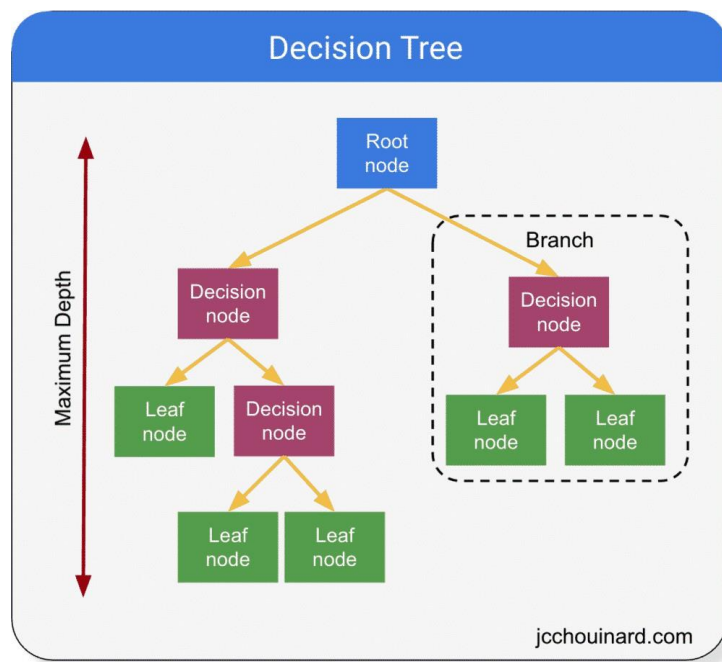 Decision Tree
Root
node
Branch
Decision
node
Decision
node
Maximum Depth
Leaf
node
Decision
node
Leaf
node
Leaf
node
Leaf
node
Leaf
node
jcchouinard.com